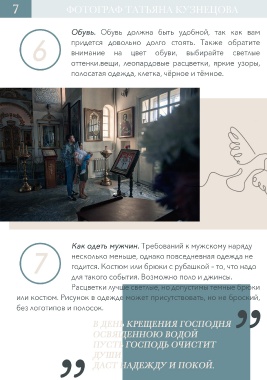 7 ФОТОГРАФ ТАТЬЯНА КУЗНЕЦОВА
6
Обувь. Обувь должна быть удобной, так как вам
придется довольно долго стоять. Также обратите
внимание на цвет обуви, выбирайте светлые
оттенки.вещи, леопардовые расцветки, яркие узоры,
полосатая одежда, клетка, чёрное и тёмное.
7
Как одеть мужчин. Требований к мужскому наряду
несколько меньше, однако повседневная одежда не
годится. Костюм или брюки с рубашкой – то, что надо
для такого события. Возможно поло и джинсы.
Расцветки лучше светлые, но допустимы темные брюки
или костюм. Рисунок в одежде может присутствовать, но не броский,
без логотипов и полосок.
В ДЕНЬ КРЕЩЕНИЯ ГОСПОДНЯ
ОСВЯЩЕННОЮ ВОДОЙ
ПУСТЬ ГОСПОДЬ ОЧИСТИТ
ДУШИ
ДАСТ НАДЕЖДУ И ПОКОЙ.